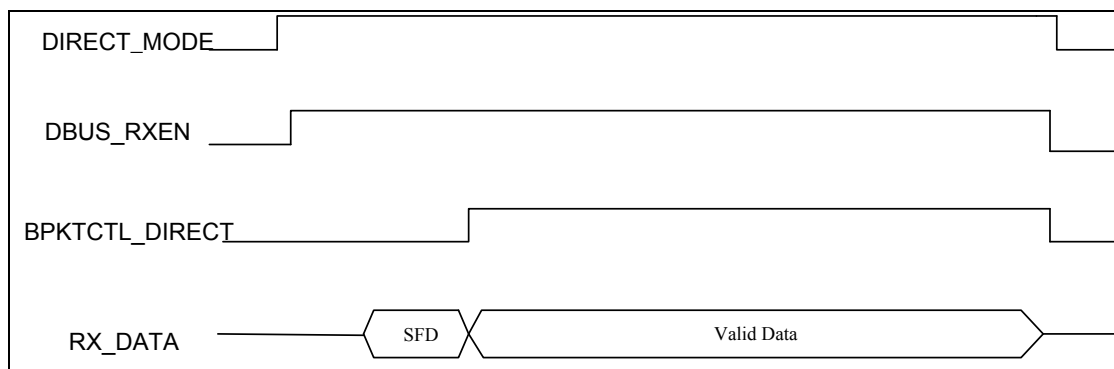 DIRECT_MODE
DBUS_RXEN
BPKTCTL_DIRECT
RX_DATA SFD Valid Data